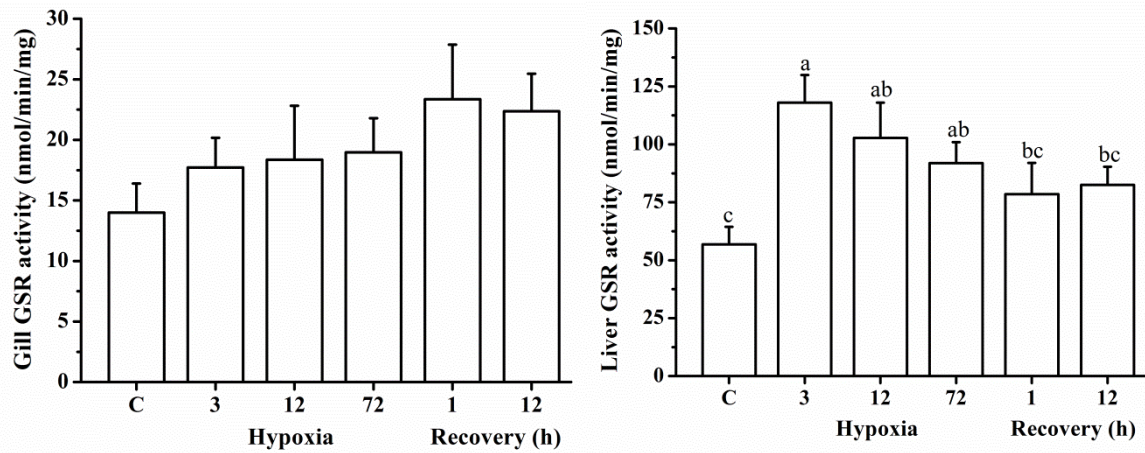 Gill GSR activity (nmol/min/mg)
30
25
20
15
10
5
0
C 3 12 72 1 12
Hypoxia Recovery (h)
Liver GSR activity (nmol/min/mg)
150
125
100
75
50
25
0
c a ab ab bc bc
C 3 12 72 1 12
Hypoxia Recovery (h)